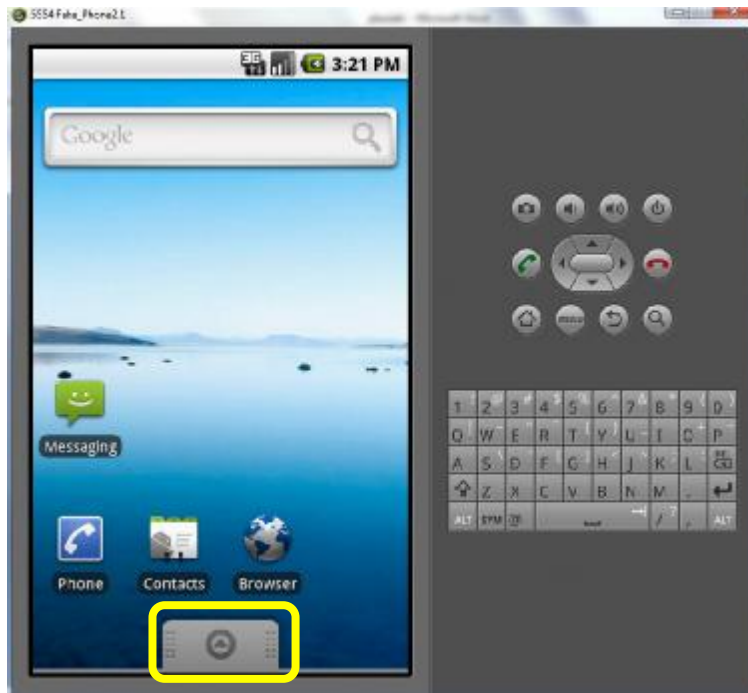 5554:Fake_Phone2.1
3:21 PM
Google
Messaging
Phone Contacts Browser
MENU
1 2 3 4 5 6 7 8 9 0
Q W E R T Y U I O P
A S D F G H J K L DEL
Z X C V B N M .
ALT SYM @ / , ALT